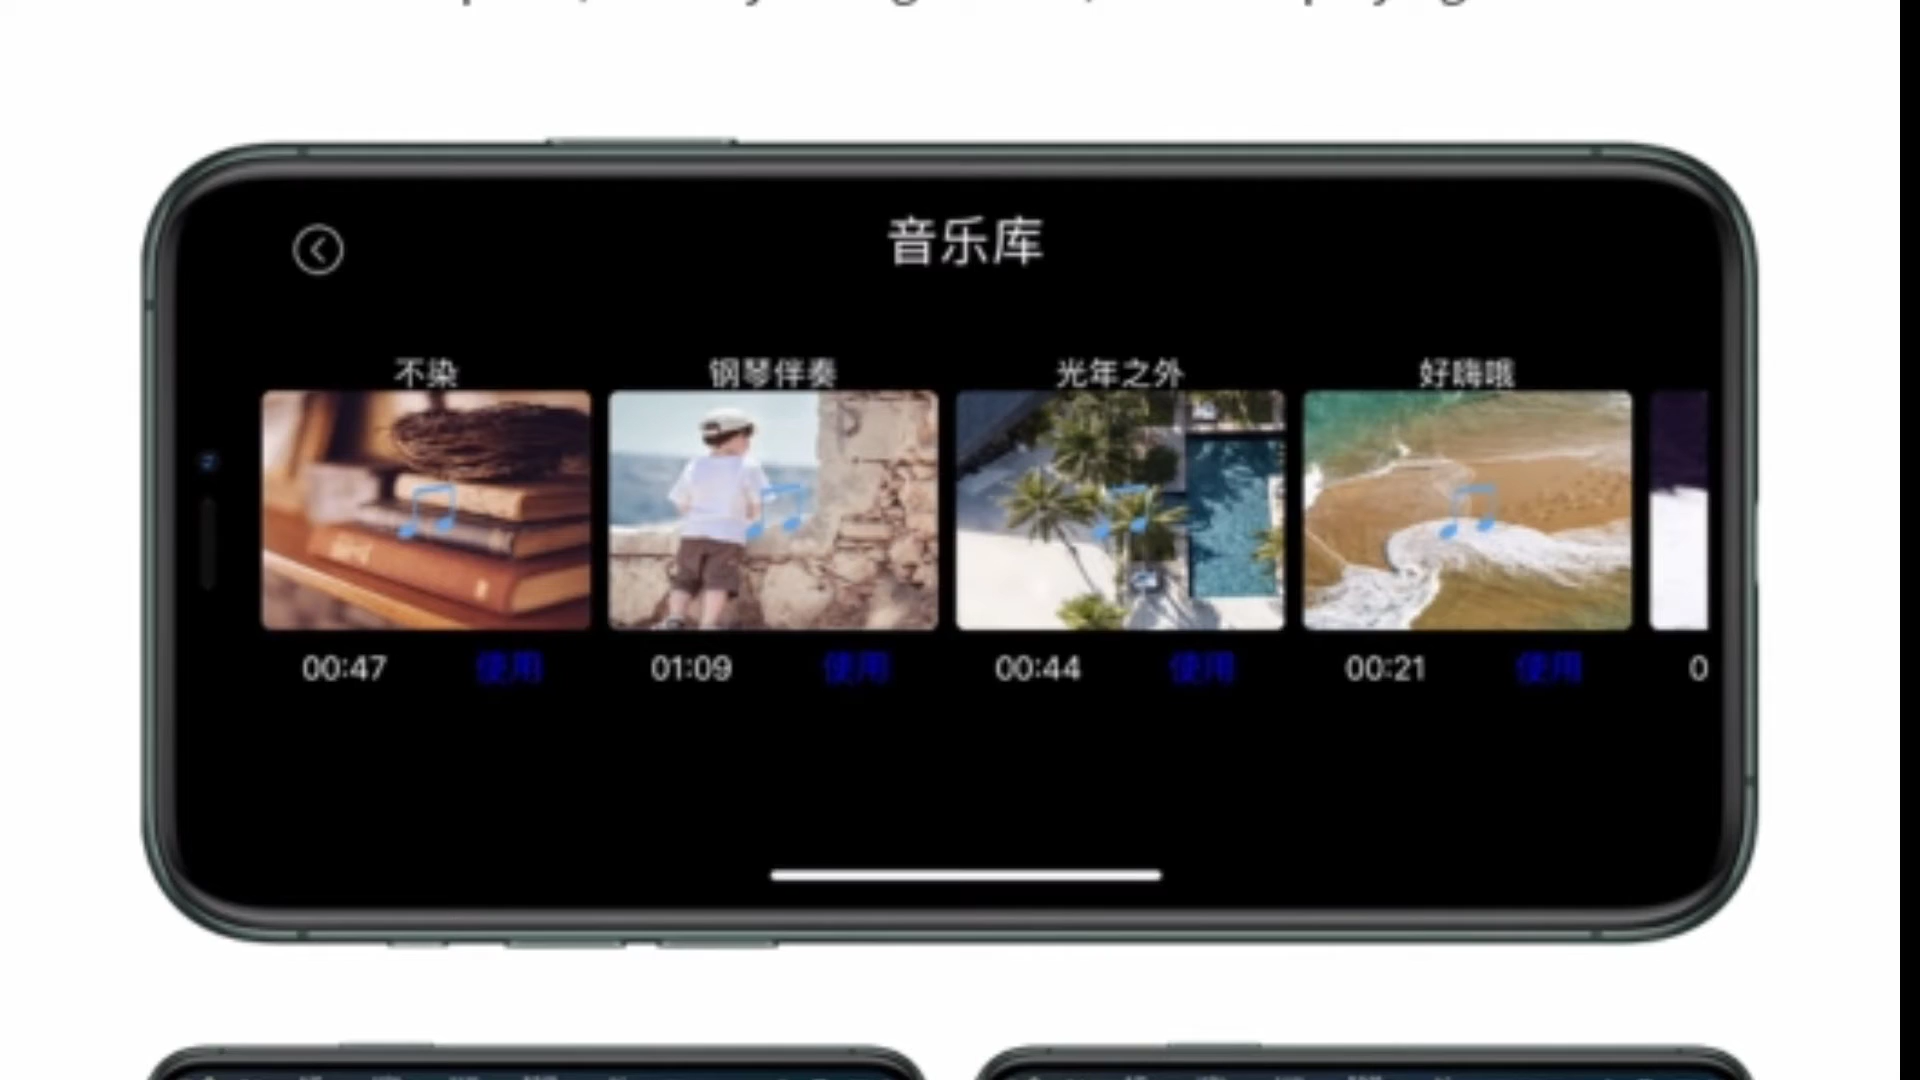 音乐库
不染
钢琴伴奏
光年之外
好嗨哦
00:47
使用
01:09
使用
00:44
使用
00:21
使用
0